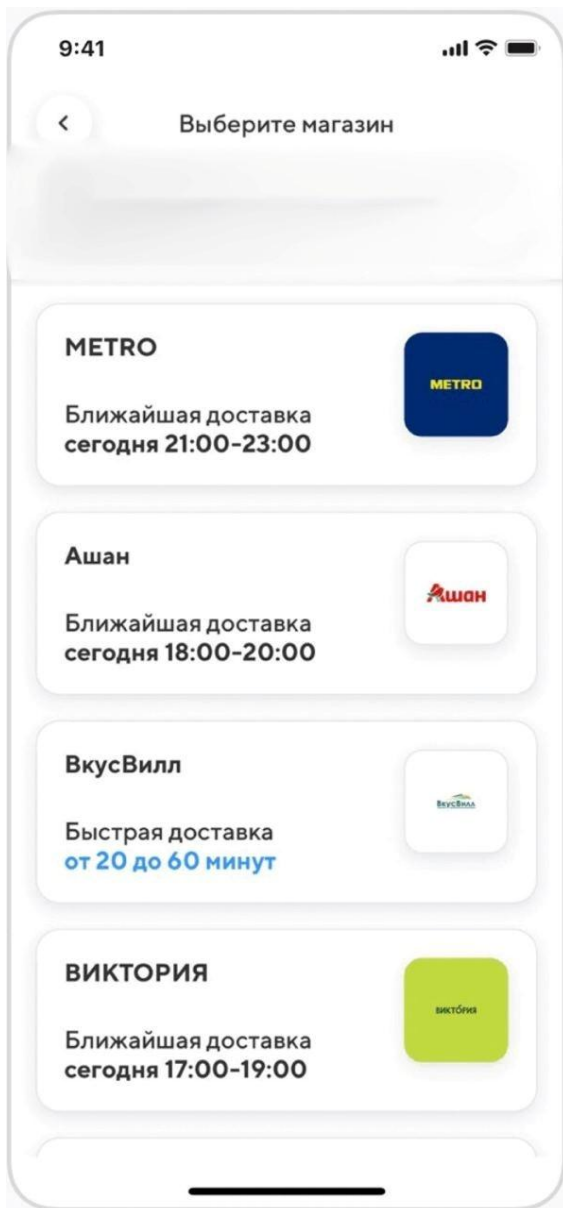 9:41
Выберите магазин
METRO
METRO
Ближайшая доставка
сегодня 21:00-23:00
Ашан
Ашан
Ближайшая доставка
сегодня 18:00-20:00
ВкусВилл
ВкусВилл
Быстрая доставка
от 20 до 60 минут
ВИКТОРИЯ
ВИКТОРИЯ
Ближайшая доставка
сегодня 17:00-19:00